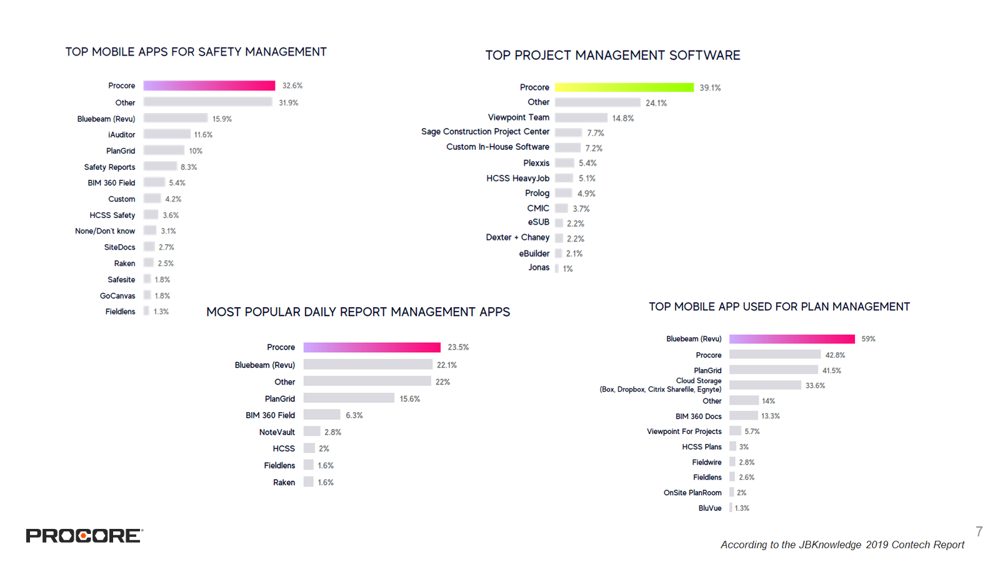 TOP MOBILE APPS FOR SAFETY MANAGEMENT
Procore 32.6%
Other 31.9%
Bluebeam (Revu) 15.9%
iAuditor 11.6%
PlanGrid 10%
Safety Reports 8.3%
BIM 360 Field 5.4%
Custom 4.2%
HCSS Safety 3.6%
None/Don't know 3.1%
SiteDocs 2.7%
Raken 2.5%
Safesite 1.8%
GoCanvas 1.8%
Fieldlens 1.3%
TOP PROJECT MANAGEMENT SOFTWARE
Procore 39.1%
Other 24.1%
Viewpoint Team 14.8%
Sage Construction Project Center 7.7%
Custom In-House Software 7.2%
Plexxis 5.4%
HCSS HeavyJob 5.1%
Prolog 4.9%
CMIC 3.7%
eSUB 2.2%
Dexter + Chaney 2.2%
eBuilder 2.1%
Jonas 1%
MOST POPULAR DAILY REPORT MANAGEMENT APPS
Procore 23.5%
Bluebeam (Revu) 22.1%
Other 22%
PlanGrid 15.6%
BIM 360 Field 6.3%
NoteVault 2.8%
HCSS 2%
Fieldlens 1.6%
Raken 1.6%
TOP MOBILE APP USED FOR PLAN MANAGEMENT
Bluebeam (Revu) 59%
Procore 42.8%
PlanGrid 41.5%
Cloud Storage
(Box, Dropbox, Citrix Sharefile, Egnyte) 33.6%
Other 14%
BIM 360 Docs 13.3%
Viewpoint For Projects 5.7%
HCSS Plans 3%
Fieldwire 2.8%
Fieldlens 2.6%
OnSite PlanRoom 2%
BluVue 1.3%
PROCORE
7
According to the JBKnowledge 2019 Contech Report